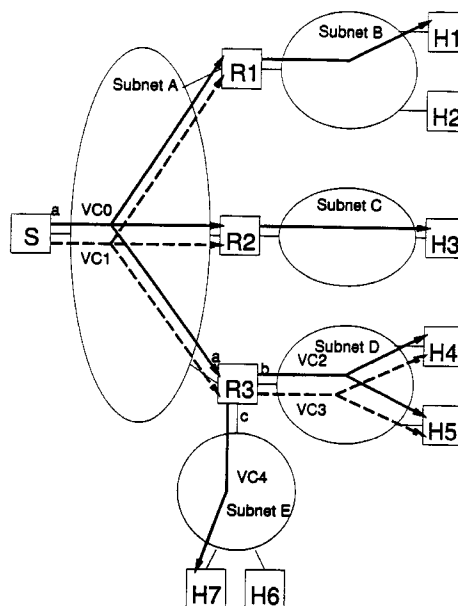 H1
Subnet B
R1
Subnet A
H2
a
VC0
S
VC1
R2
Subnet C
H3
a
R3
b
Subnet D
VC2
VC3
H4
H5
c
VC4
Subnet E
H7
H6